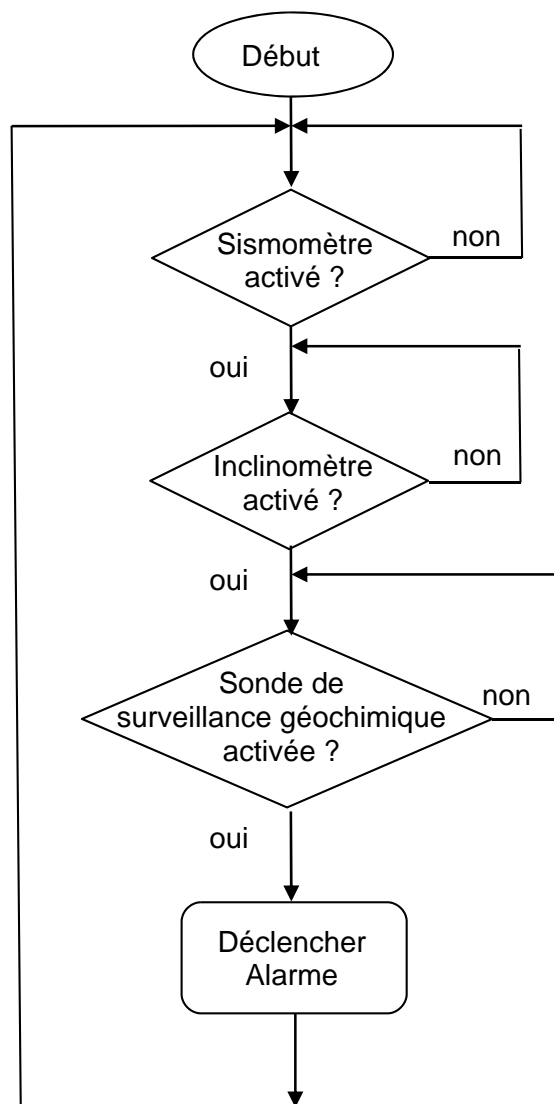 Début
Sismomètre
activé ?
non
oui
Inclinomètre
activé ?
non
oui
Sonde de
surveillance géochimique
activée ?
non
oui
Déclencher
Alarme